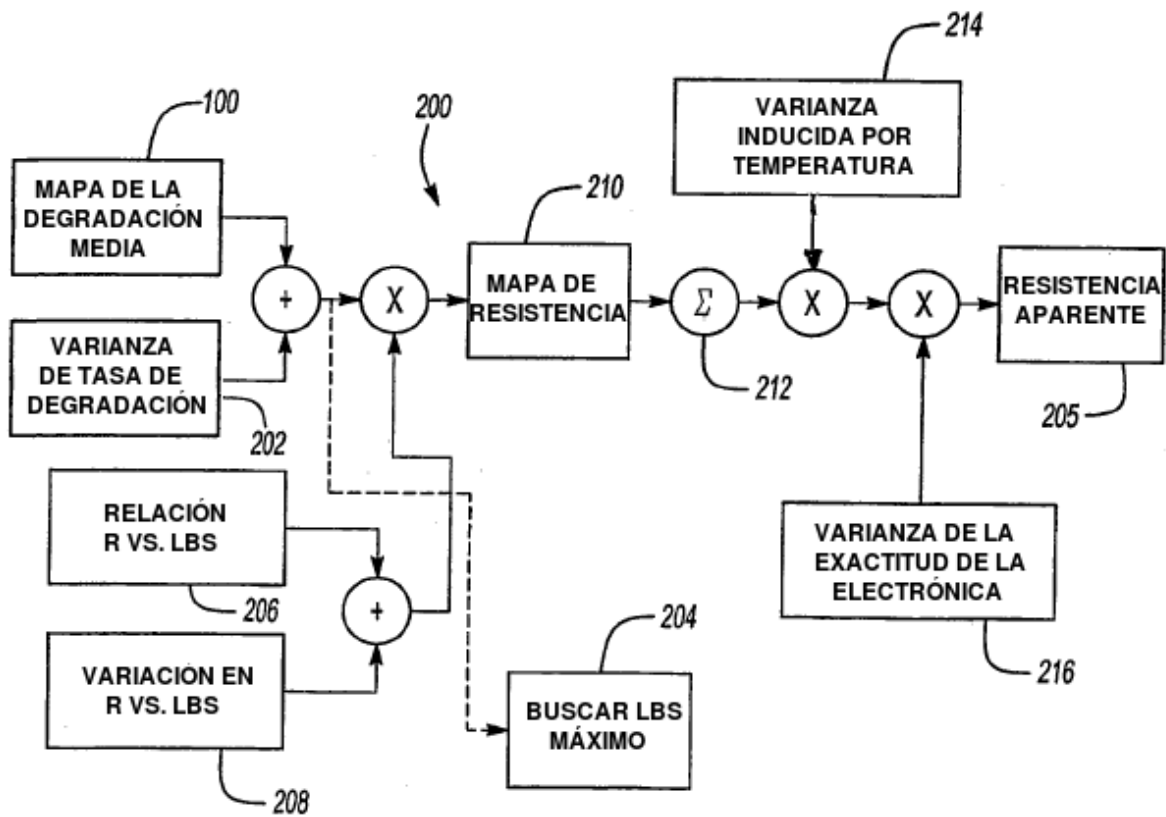 214
VARIANZA
INDUCIDA POR
TEMPERATURA
100
200
MAPA DE LA
DEGRADACIÓN
MEDIA
210
MAPA DE
RESISTENCIA
RESISTENCIA
APARENTE
+
X
Σ
X
X
212
205
VARIANZA
DE TASA DE
DEGRADACIÓN
202
RELACIÓN
R VS. LBS
206
+
VARIACIÓN EN
R VS. LBS
208
204
BUSCAR LBS
MÁXIMO
VARIANZA DE LA
EXACTITUD DE LA
ELECTRÓNICA
216